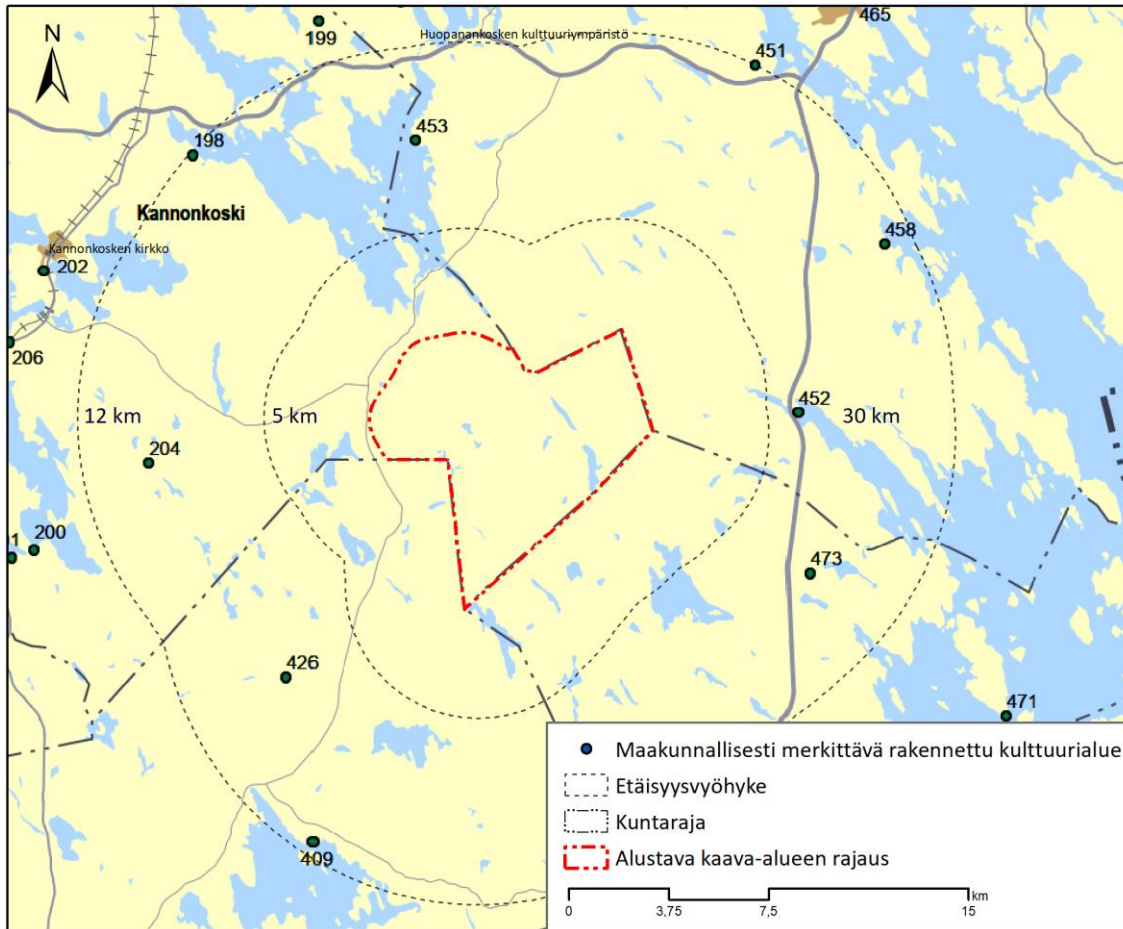 N
199
Huopanankosken kulttuuriympäristö
465
451
453
198
Kannonkoski
458
Kannonkosken kirkko
202
206
12 km
5 km
452
30 km
204
1
200
473
426
471
409
Maakunnallisesti merkittävä rakennettu kulttuurialue
Etäisyysvyöhyke
Kuntaraja
Alustava kaava-alueen rajaus
km
0
3,75
7,5
15